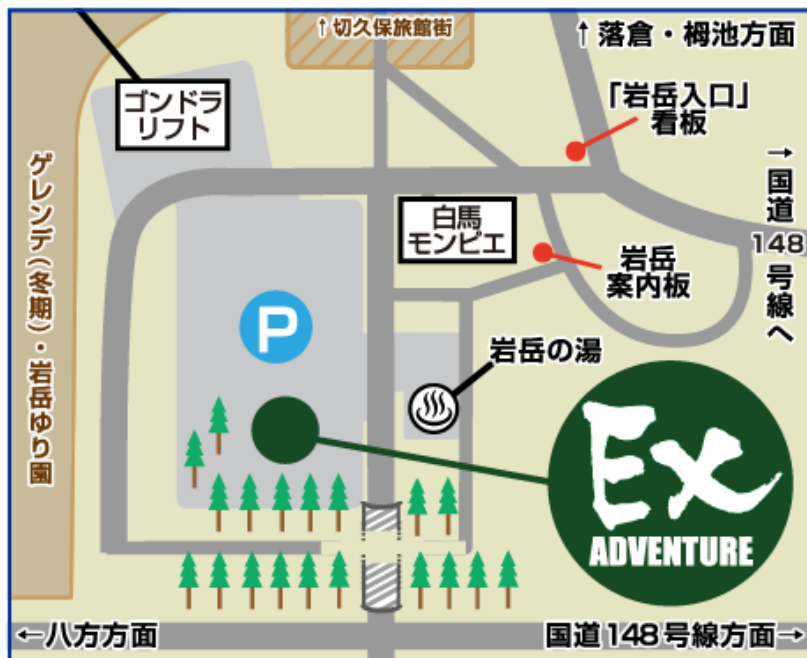 ↑切久保旅館街
↑落倉・栂池方面
ゴンドラ
リフト
「岩岳入口」
看板
→国道148号線へ
ゲレンデ(冬期)・岩岳ゆり園
白馬
モンピエ
岩岳
案内板
P
岩岳の湯
Ex
ADVENTURE
←八方方面
国道148号線方面→